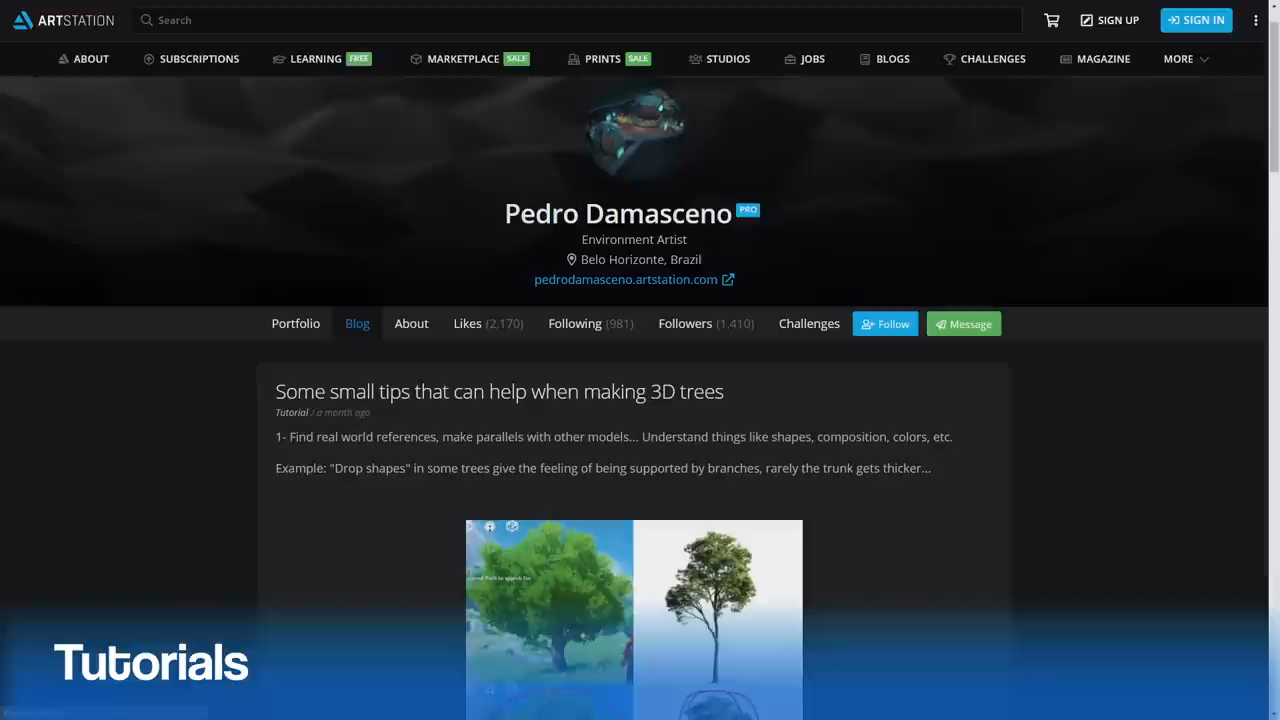 ARTSTATION
Search
SIGN UP
SIGN IN
ABOUT
SUBSCRIPTIONS
LEARNING FREE
MARKETPLACE SALE
PRINTS SALE
STUDIOS
JOBS
BLOGS
CHALLENGES
MAGAZINE
MORE
Pedro Damasceno PRO
Environment Artist
Belo Horizonte, Brazil
pedrodamasceno.artstation.com
Portfolio
Blog
About
Likes (2,170)
Following (981)
Followers (1,410)
Challenges
Follow
Message
Some small tips that can help when making 3D trees
Tutorial / a month ago
1- Find real world references, make parallels with other models... Understand things like shapes, composition, colors, etc.
Example: "Drop shapes" in some trees give the feeling of being supported by branches, rarely the trunk gets thicker...
Tutorials